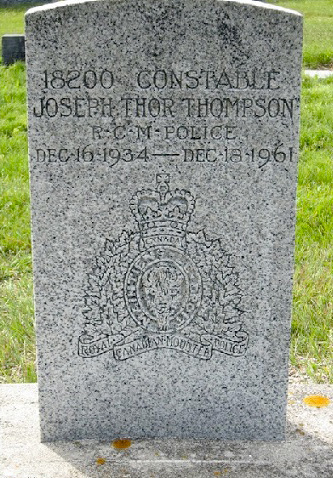 18200 CONSTABLE
JOSEPH THOR THOMPSON
R·C·M·POLICE
DEC·16·1934—DEC·18·1961
CANADA
ROYAL CANADIAN MOUNTED POLICE